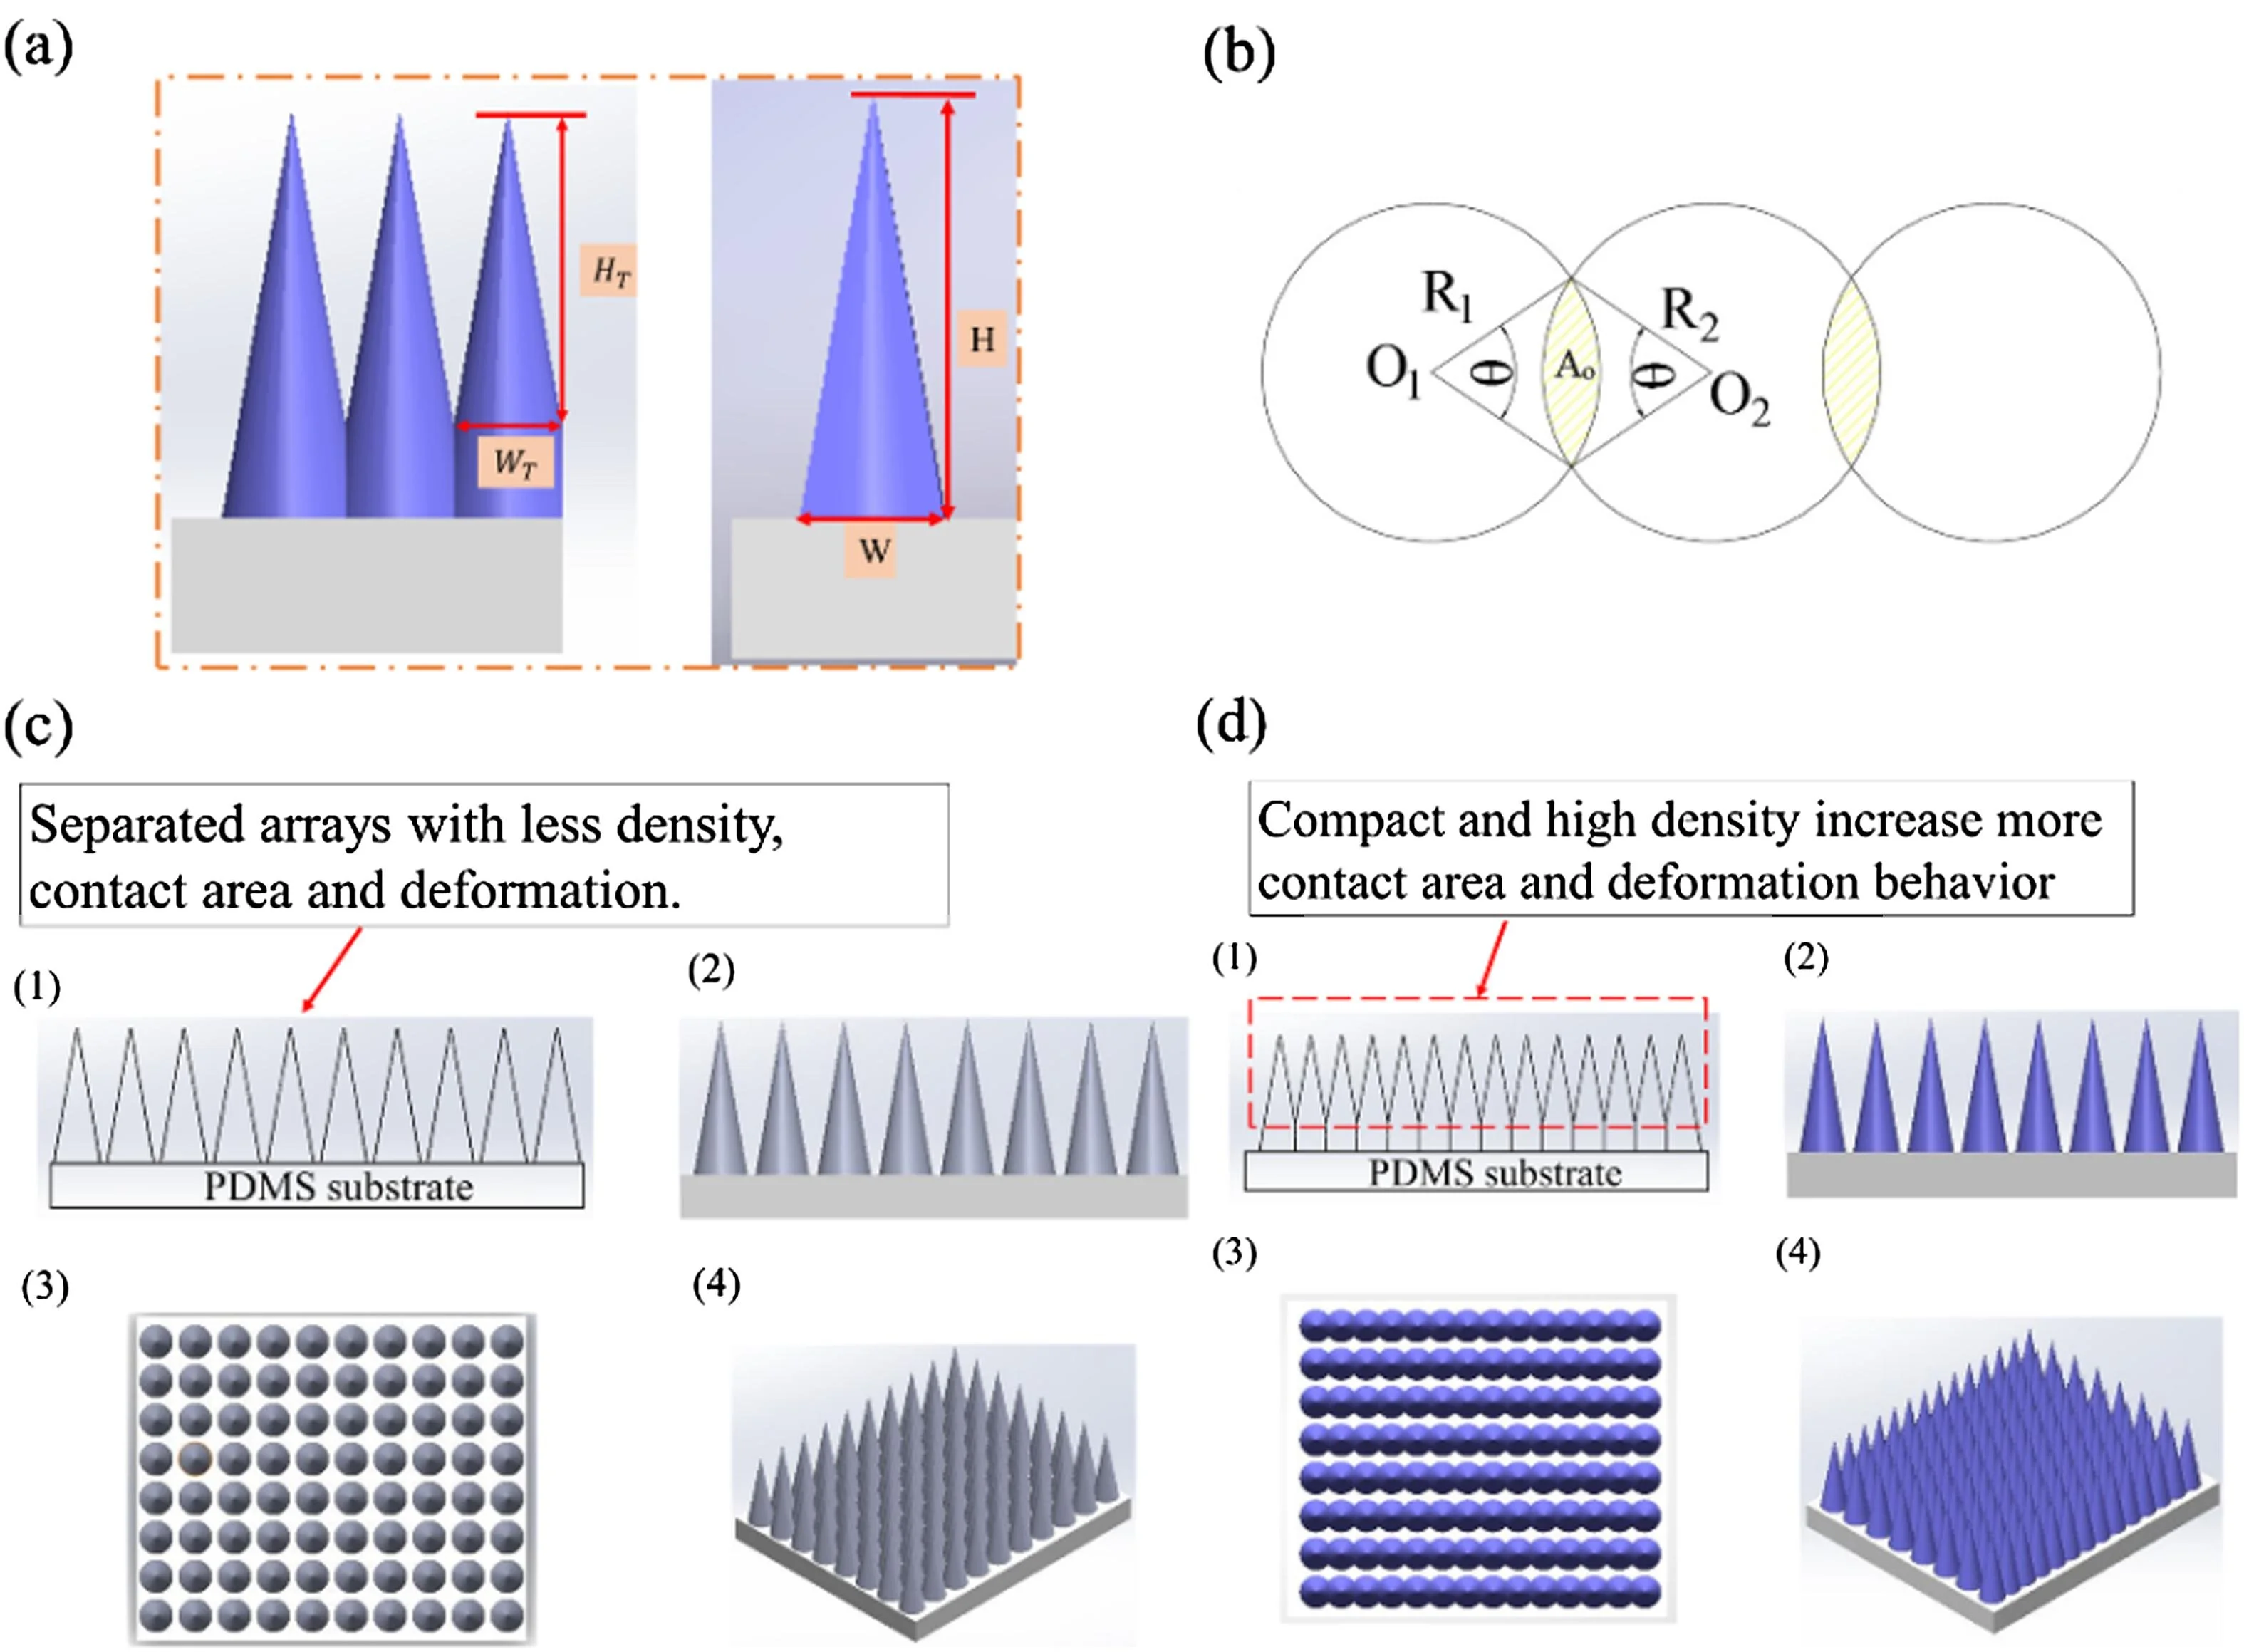 (a)
H_T
W_T
H
W
(b)
R₁
R₂
O₁
θ
Aₒ
θ
O₂
(c)
Separated arrays with less density,
contact area and deformation.
(1)
PDMS substrate
(2)
(3)
(4)
(d)
Compact and high density increase more
contact area and deformation behavior
(1)
PDMS substrate
(2)
(3)
(4)